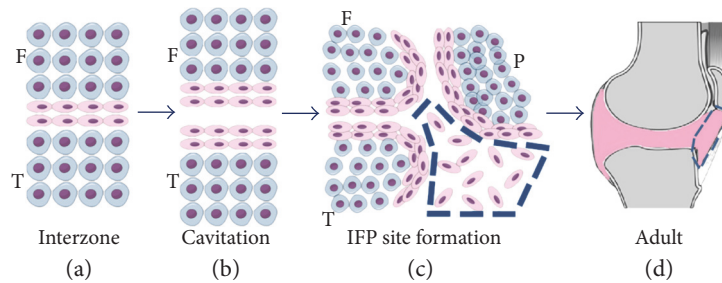 F
F
F
P
T
T
T
Interzone
Cavitation
IFP site formation
Adult
(a)
(b)
(c)
(d)